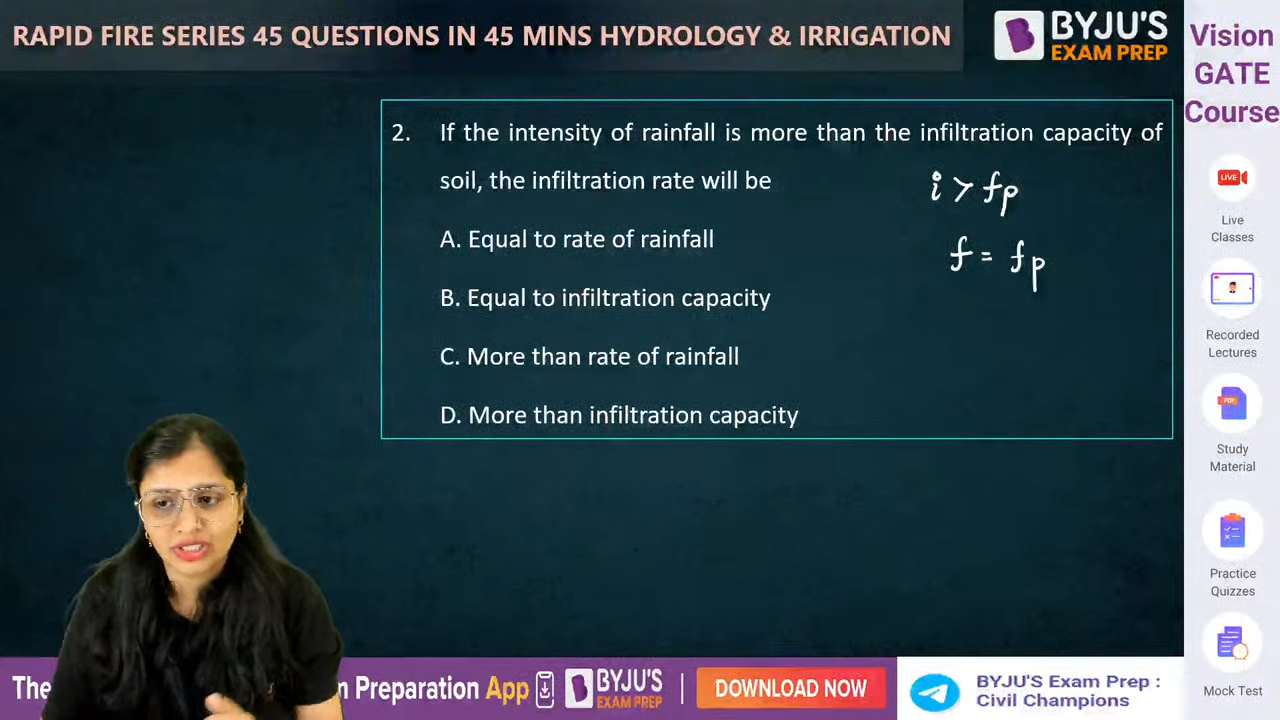 RAPID FIRE SERIES 45 QUESTIONS IN 45 MINS HYDROLOGY & IRRIGATION
BYJU'S
EXAM PREP
Vision
GATE
Course
2. If the intensity of rainfall is more than the infiltration capacity of
soil, the infiltration rate will be
i > fp
A. Equal to rate of rainfall
f = fp
B. Equal to infiltration capacity
C. More than rate of rainfall
D. More than infiltration capacity
LIVE
Live
Classes
Recorded
Lectures
PDF
Study
Material
Practice
Quizzes
Mock Test
The
Preparation App
BYJU'S
EXAM PREP
DOWNLOAD NOW
BYJU'S Exam Prep :
Civil Champions